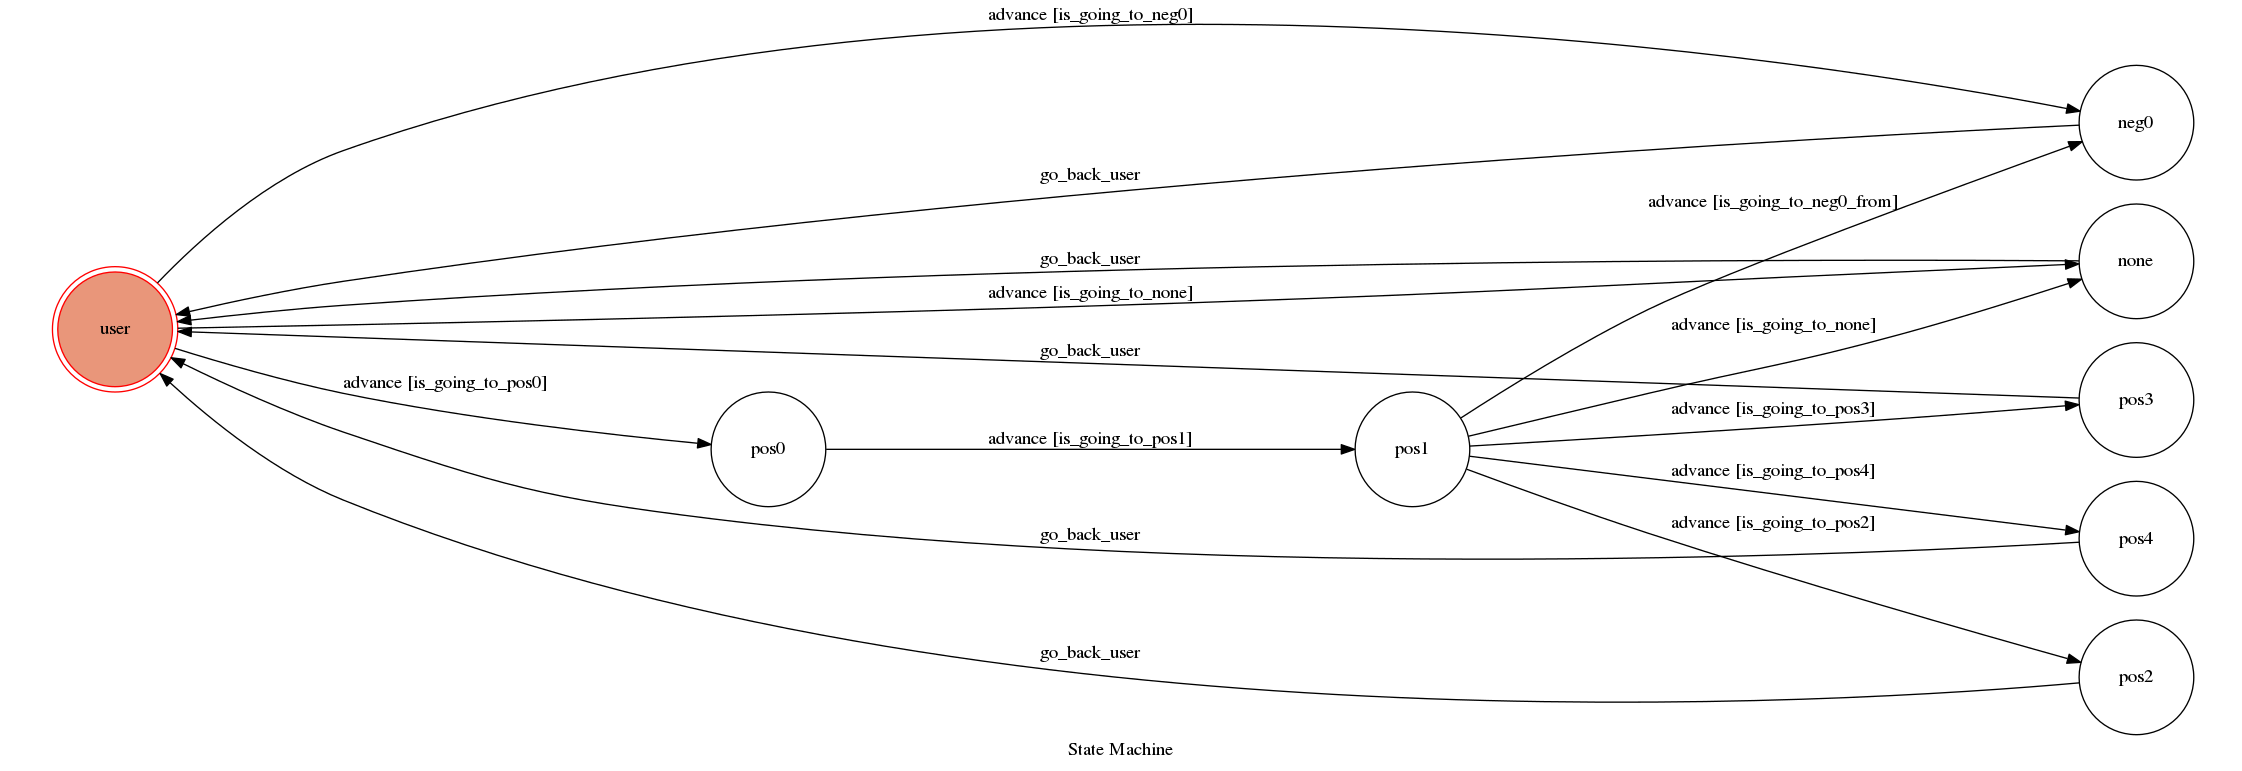 advance [is_going_to_neg0]
neg0
go_back_user
advance [is_going_to_neg0_from]
go_back_user
none
advance [is_going_to_none]
user
advance [is_going_to_none]
go_back_user
advance [is_going_to_pos0]
pos3
advance [is_going_to_pos3]
advance [is_going_to_pos1]
pos0
pos1
advance [is_going_to_pos4]
advance [is_going_to_pos2]
go_back_user
pos4
go_back_user
pos2
State Machine